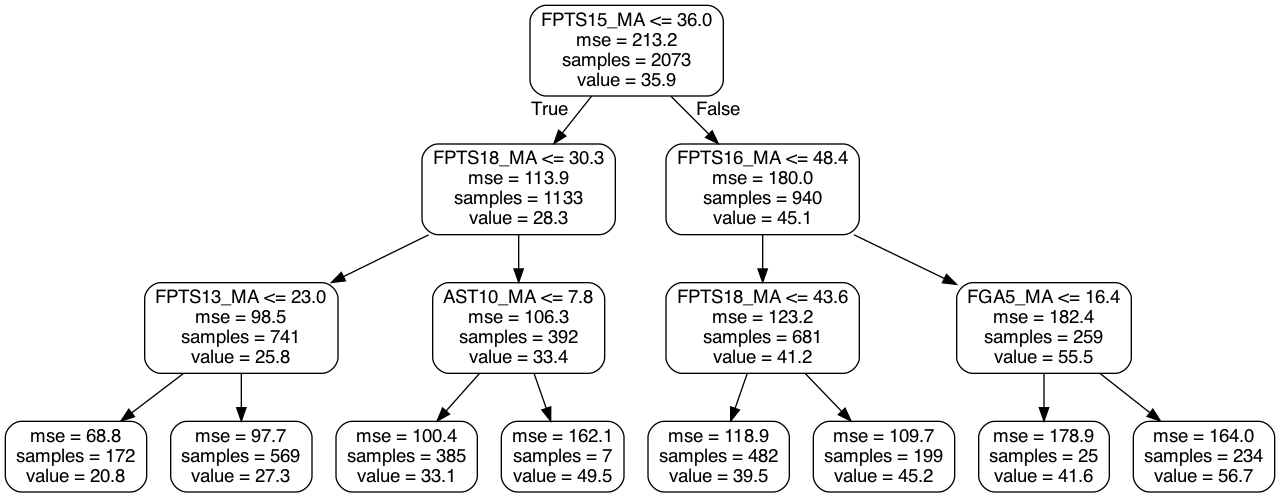 FPTS15_MA <= 36.0
mse = 213.2
samples = 2073
value = 35.9
True
False
FPTS18_MA <= 30.3
mse = 113.9
samples = 1133
value = 28.3
FPTS16_MA <= 48.4
mse = 180.0
samples = 940
value = 45.1
FPTS13_MA <= 23.0
mse = 98.5
samples = 741
value = 25.8
AST10_MA <= 7.8
mse = 106.3
samples = 392
value = 33.4
FPTS18_MA <= 43.6
mse = 123.2
samples = 681
value = 41.2
FGA5_MA <= 16.4
mse = 182.4
samples = 259
value = 55.5
mse = 68.8
samples = 172
value = 20.8
mse = 97.7
samples = 569
value = 27.3
mse = 100.4
samples = 385
value = 33.1
mse = 162.1
samples = 7
value = 49.5
mse = 118.9
samples = 482
value = 39.5
mse = 109.7
samples = 199
value = 45.2
mse = 178.9
samples = 25
value = 41.6
mse = 164.0
samples = 234
value = 56.7